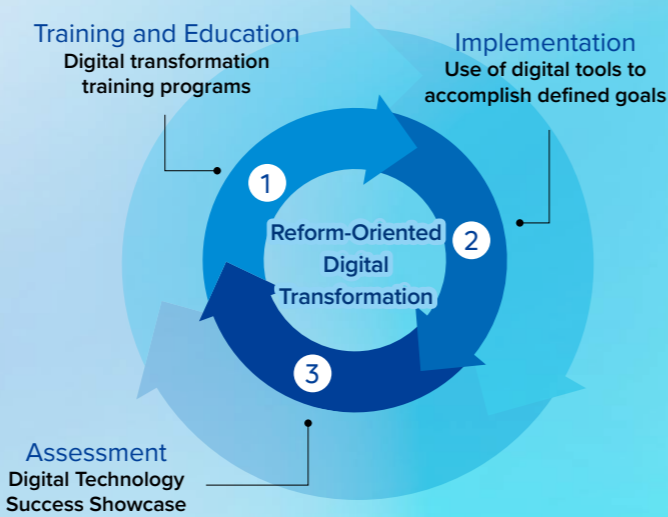 Training and Education
Digital transformation
training programs
Implementation
Use of digital tools to
accomplish defined goals
1
2
Reform-Oriented
Digital
Transformation
3
Assessment
Digital Technology
Success Showcase